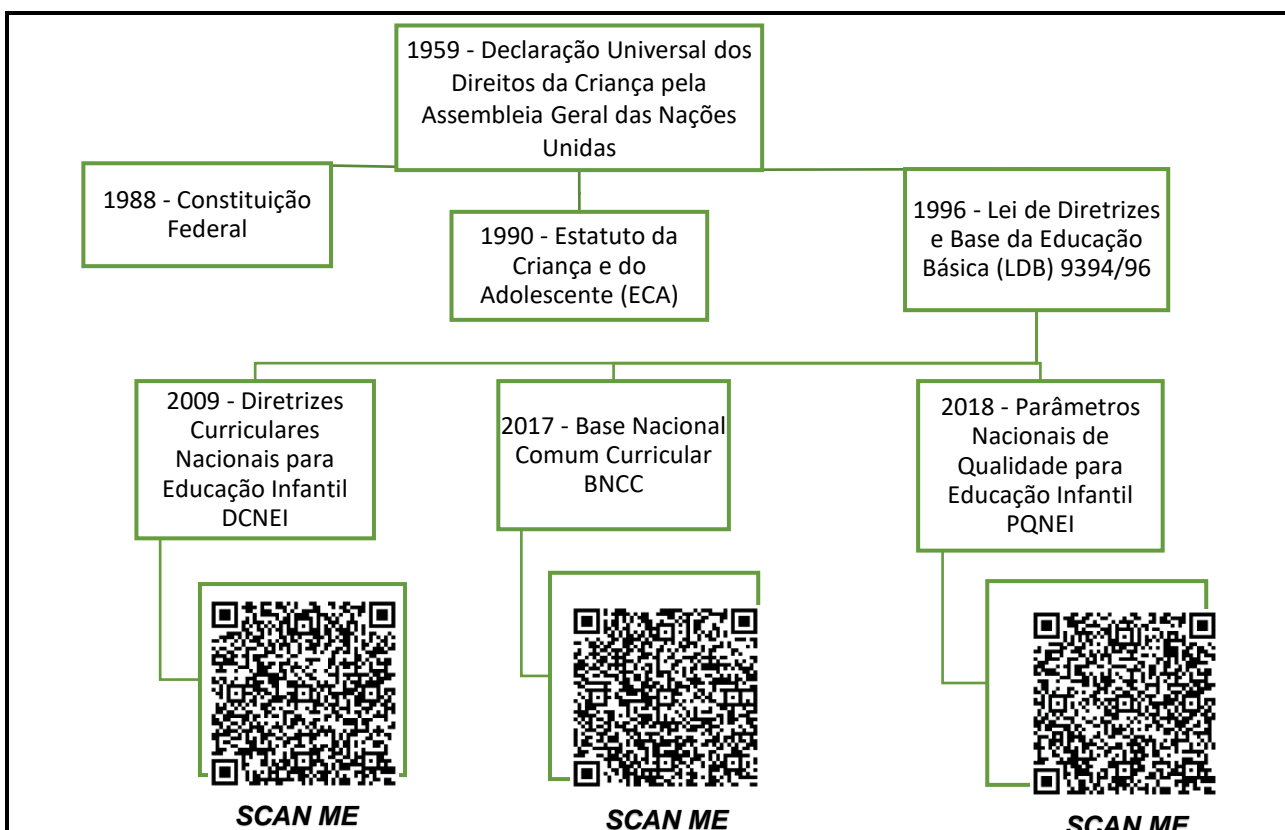 1959 - Declaração Universal dos
Direitos da Criança pela
Assembleia Geral das Nações
Unidas
1988 - Constituição
Federal
1990 - Estatuto da
Criança e do
Adolescente (ECA)
1996 - Lei de Diretrizes
e Base da Educação
Básica (LDB) 9394/96
2009 - Diretrizes
Curriculares
Nacionais para
Educação Infantil
DCNEI
2017 - Base Nacional
Comum Curricular
BNCC
2018 - Parâmetros
Nacionais de
Qualidade para
Educação Infantil
PQNEI
SCAN ME
SCAN ME
SCAN ME